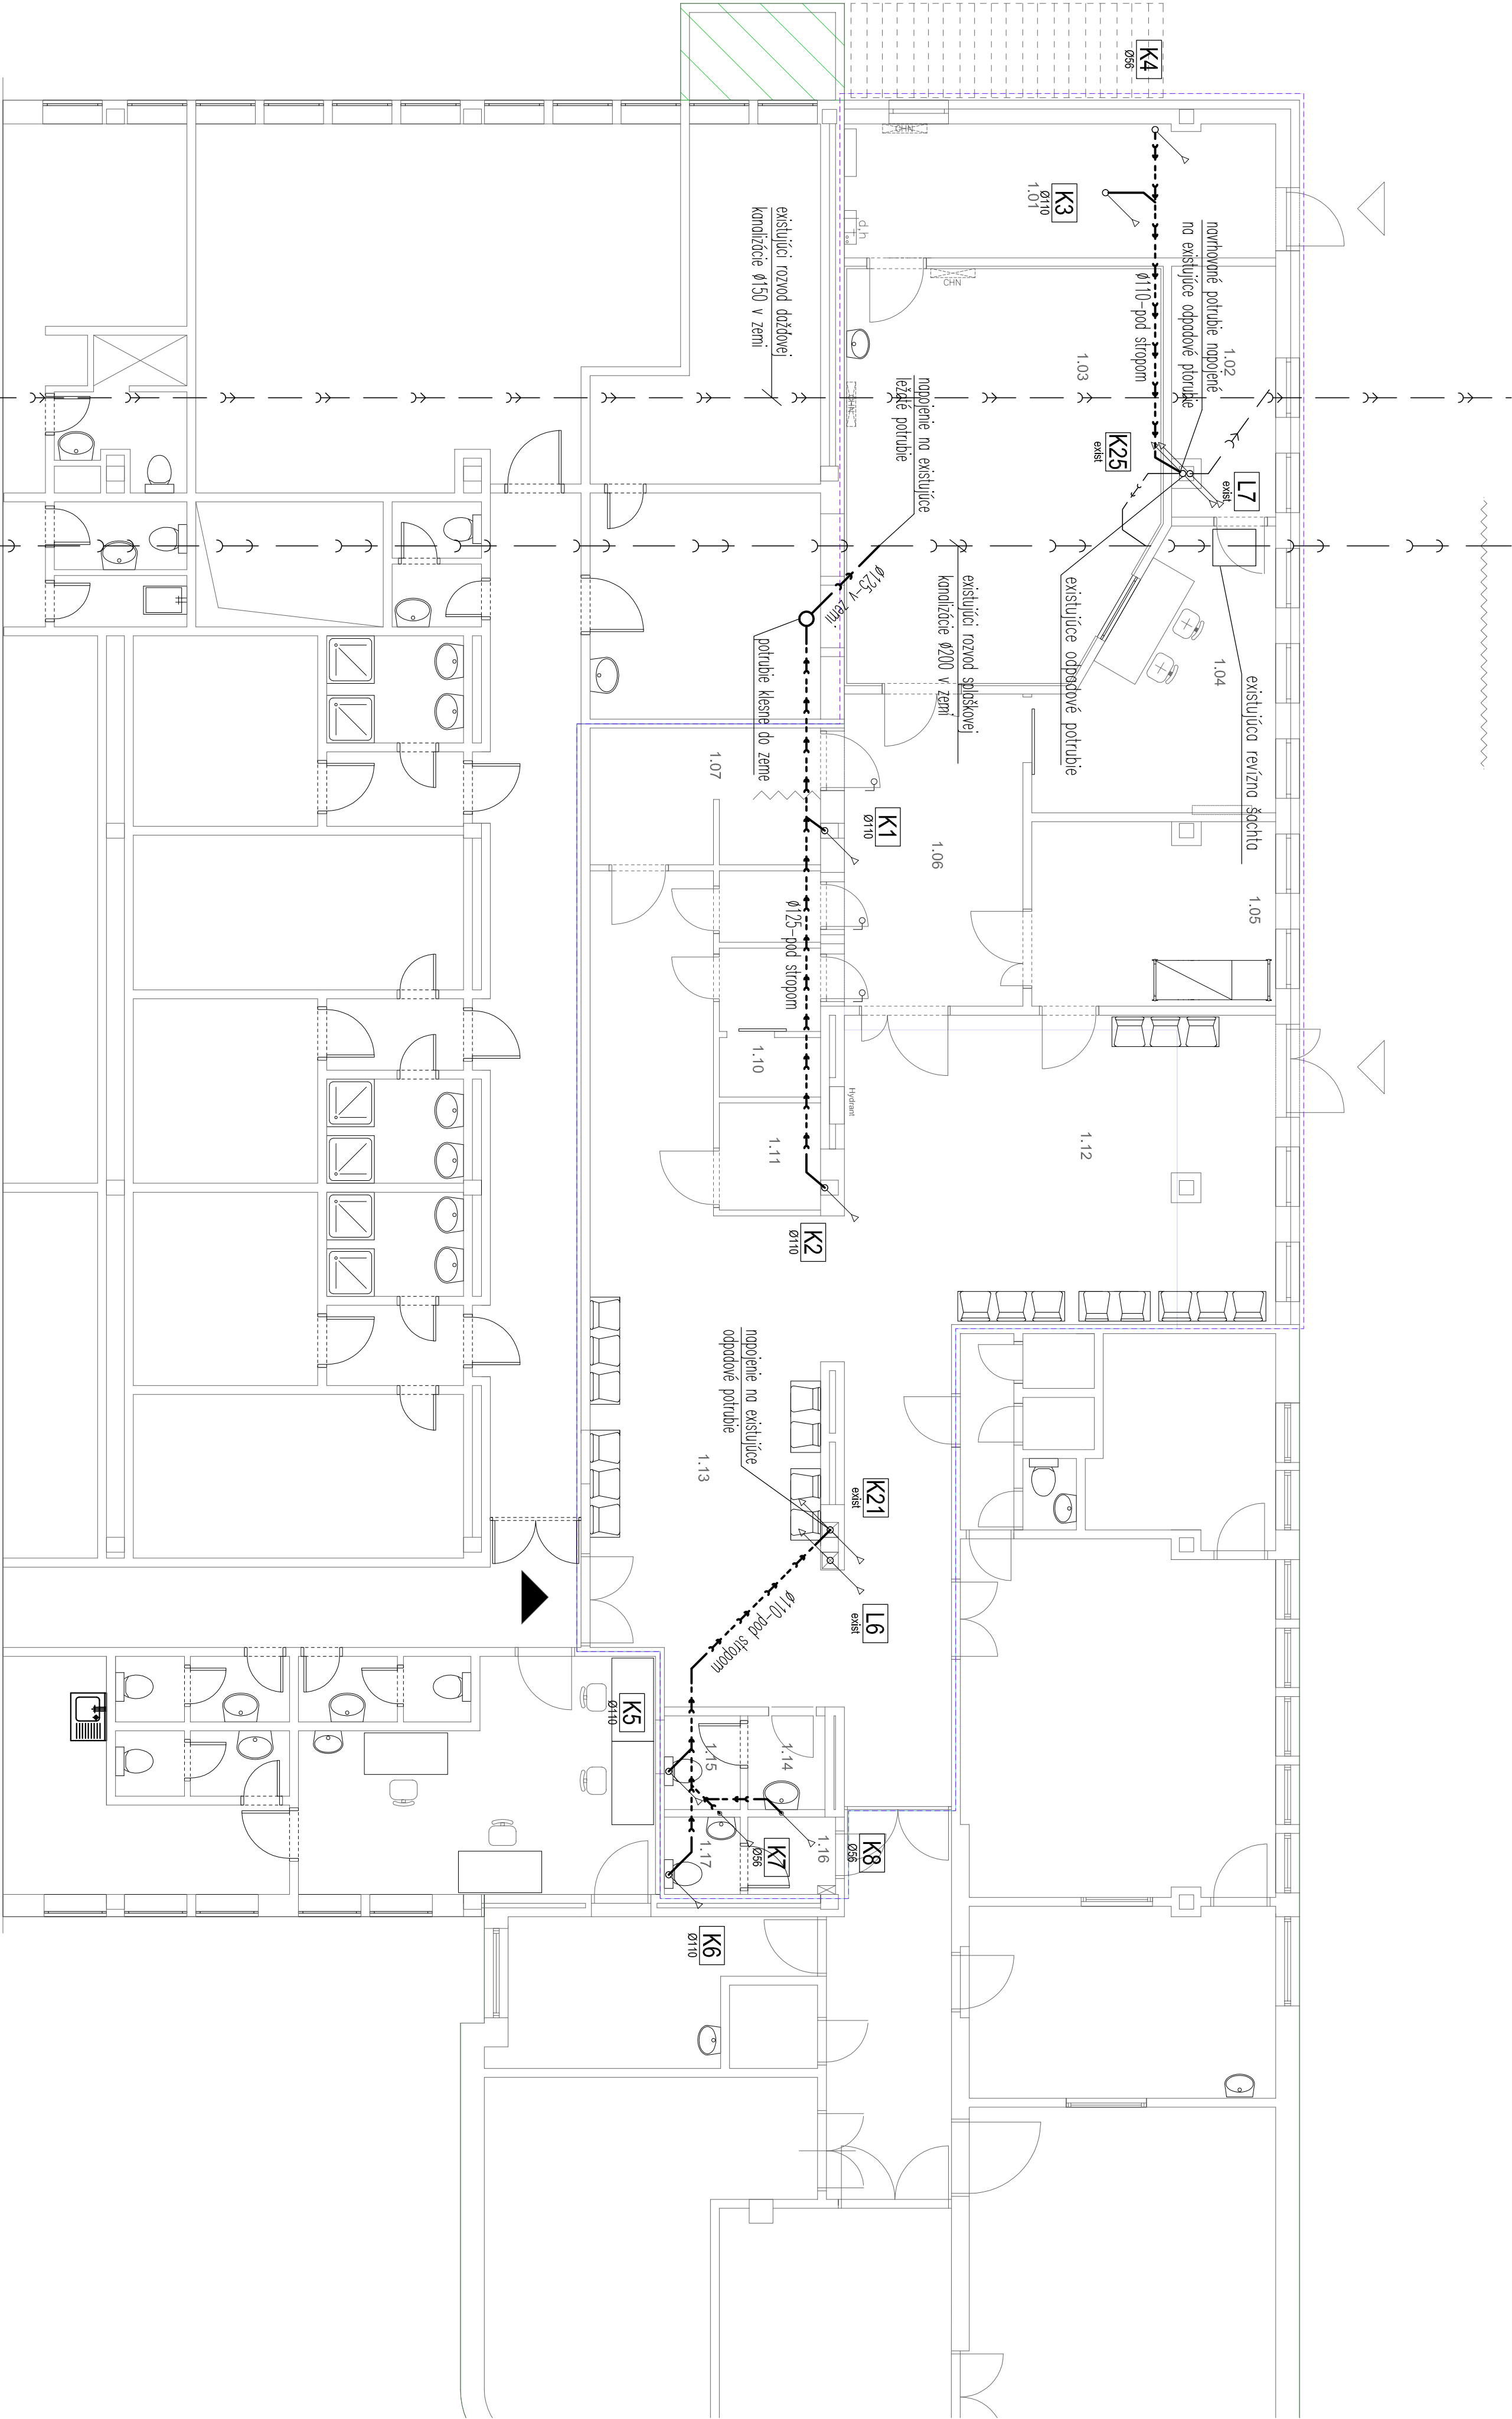 K4
Ø56
CHN
K3
Ø110
1.01
d.h
CHN
CHN
navrhované potrubie napojené
na existujúce odpadové ptorubie
1.02
Ø110-pod stropom
1.03
K25
exist
L7
exist.
existujúci rozvod dažďovej
kanalizácie Ø150 v zemi
napojenie na existujúce
ležaté potrubie
Ø125-v zemi
existujúci rozvod splaškovej
kanalizácie Ø200 v zemi
existujúce odpadové potrubie
1.04
existujúca revízna šachta
potrubie klesne do zeme
1.07
K1
Ø110
1.06
1.05
Ø125-pod stropom
1.10
Hydrant
1.11
1.12
K2
Ø110
napojenie na existujúce
odpadové potrubie
1.13
K21
exist
L6
exist
Ø110-pod stropom
K5
Ø110
1.15
1.14
1.17
K7
Ø56
1.16
K8
Ø56
K6
Ø110